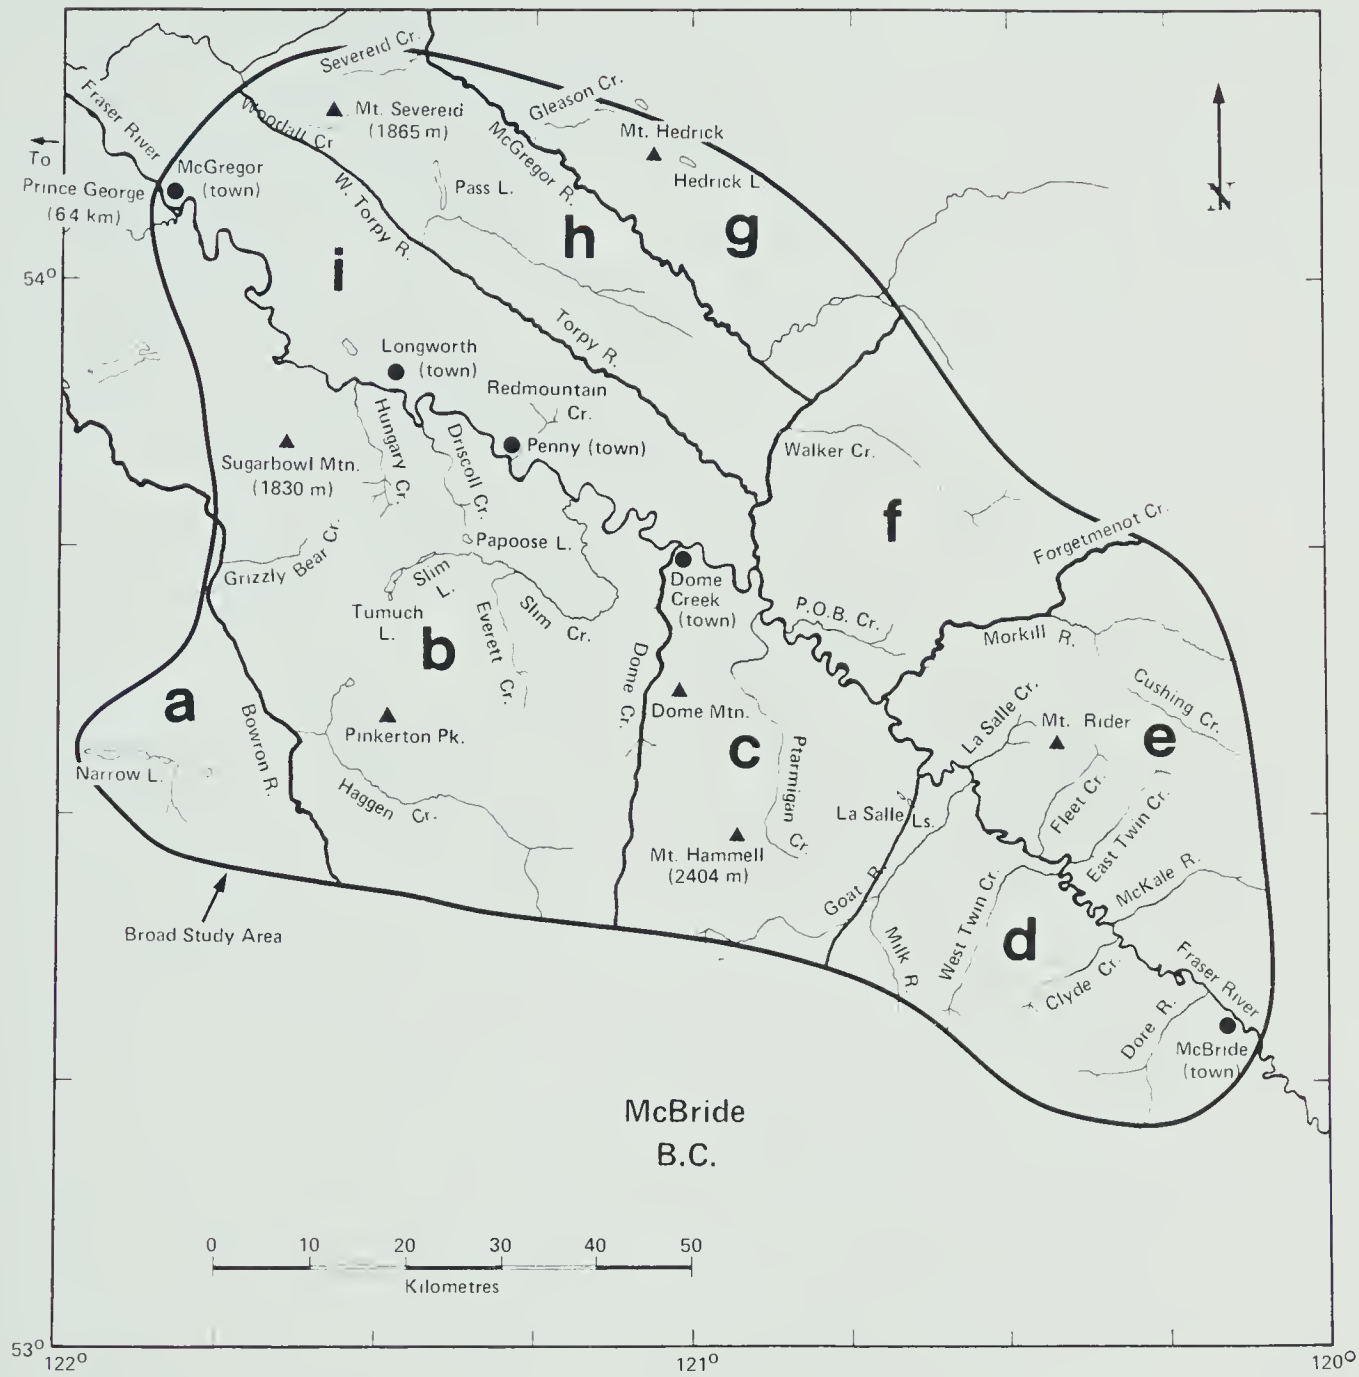 Severeid Cr.
Gleason Cr.
Fraser River
Woodall Cr
Mt. Severeid
(1865 m)
McGregor R.
Mt. Hedrick
To
Prince George
(64 km)
McGregor
(town)
Pass L.
Hedrick L.
N
W. Torpy R.
h
g
54°
i
Torpy R.
Longworth
(town)
Redmountain
Cr.
Hungary Cr.
Driscoll Cr.
Penny (town)
Walker Cr.
Sugarbowl Mtn.
(1830 m)
f
Forgetmenot Cr.
Grizzly Bear Cr.
Papoose L.
Slim
L.
Tumuch
L.
Everett Cr.
Slim Cr.
Dome
Creek
(town)
P.O.B. Cr.
Morkill R.
b
Dome Cr.
Cushing Cr.
a
Bowron R.
Pinkerton Pk.
Dome Mtn.
La Salle Cr.
Mt. Rider
c
e
Narrow L.
Haggen Cr.
Ptarmigan Cr.
La Salle Ls.
Fleet Cr.
East Twin Cr.
Mt. Hammell
(2404 m)
Goat R.
McKale R.
Broad Study Area
Milk R.
West Twin Cr.
d
Clyde Cr.
Fraser River
Dore R.
McBride
(town)
McBride
B.C.
0 10 20 30 40 50
Kilometres
53°
122° 121° 120°